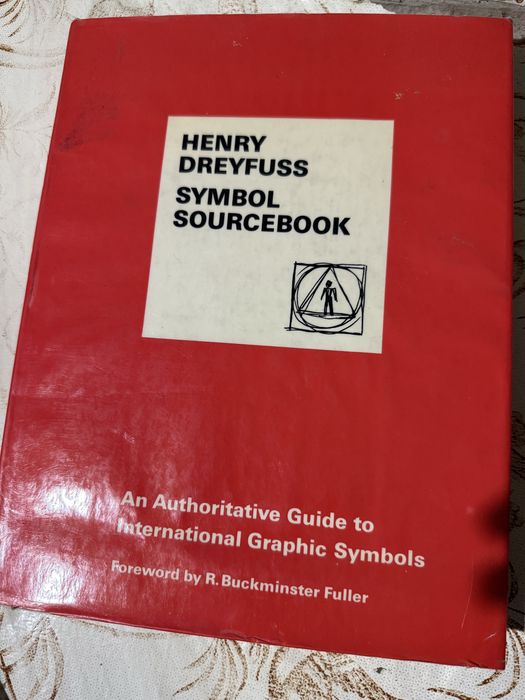 HENRY
DREYFUSS
SYMBOL
SOURCEBOOK
An Authoritative Guide to
International Graphic Symbols
Foreword by R. Buckminster Fuller